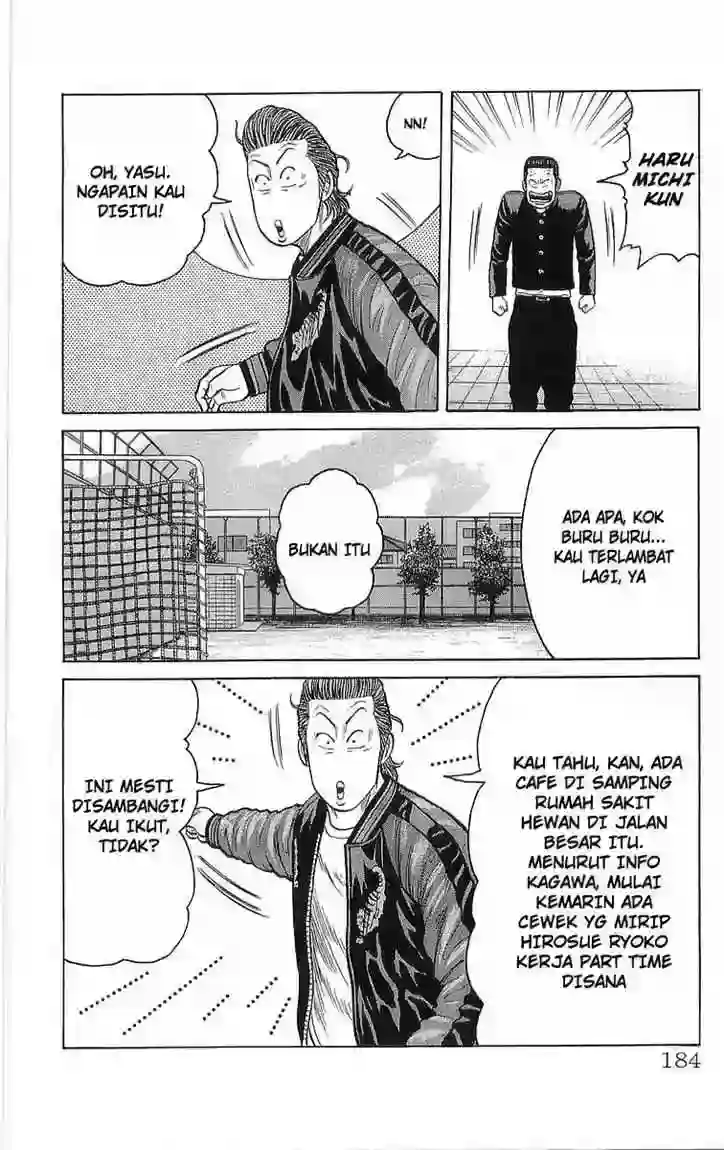 HARU
MICHI
KUN
NN!
OH, YASU.
NGAPAIN KAU
DISITU!
ADA APA, KOK
BURU BURU...
KAU TERLAMBAT
LAGI, YA
BUKAN ITU
KAU TAHU, KAN, ADA
CAFE DI SAMPING
RUMAH SAKIT
HEWAN DI JALAN
BESAR ITU.
MENURUT INFO
KAGAWA, MULAI
KEMARIN ADA
CEWEK YG MIRIP
HIROSUE RYOKO
KERJA PART TIME
DISANA
INI MESTI
DISAMBANGI!
KAU IKUT,
TIDAK?
184